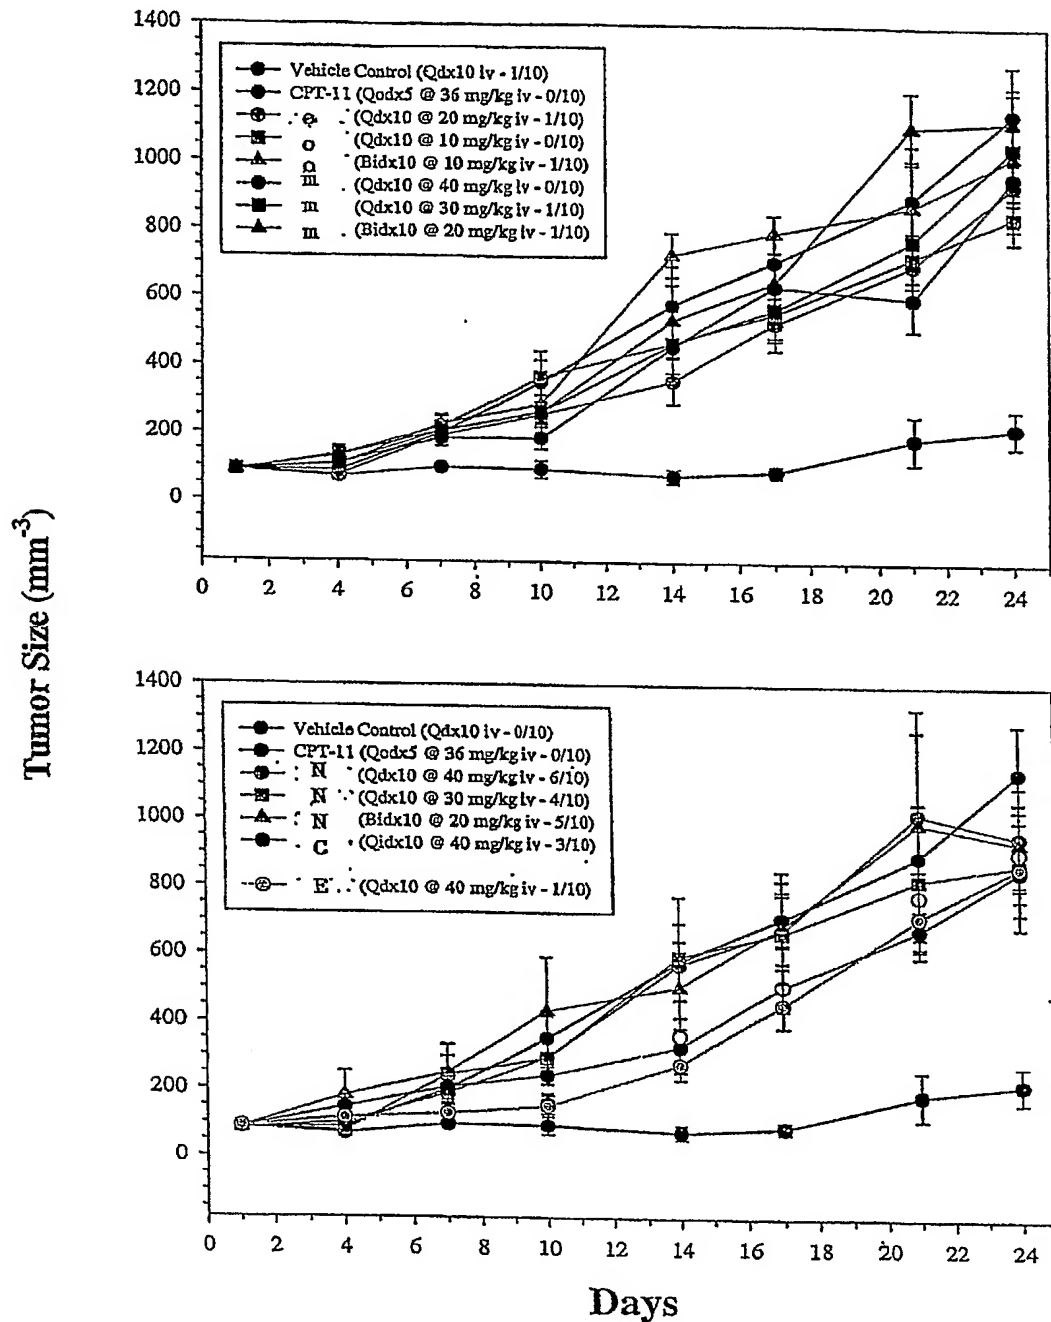 1400
1200
1000
800
600
400
200
0
Vehicle Control (Qdx10 iv - 1/10)
CPT-11 (Qodx5 @ 36 mg/kg iv - 0/10)
(Qdx10 @ 20 mg/kg iv - 1/10)
o (Qdx10 @ 10 mg/kg iv - 0/10)
o (Bidx10 @ 10 mg/kg iv - 1/10)
m (Qdx10 @ 40 mg/kg iv - 0/10)
m (Qdx10 @ 30 mg/kg iv - 1/10)
m (Bidx10 @ 20 mg/kg iv - 1/10)
0 2 4 6 8 10 12 14 16 18 20 22 24
Tumor Size (mm-3)
1400
1200
1000
800
600
400
200
0
Vehicle Control (Qdx10 iv - 0/10)
CPT-11 (Qodx5 @ 36 mg/kg iv - 0/10)
N (Qdx10 @ 40 mg/kg iv - 6/10)
N (Qdx10 @ 30 mg/kg iv - 4/10)
N (Bidx10 @ 20 mg/kg iv - 5/10)
C (Qidx10 @ 40 mg/kg iv - 3/10)
E (Qdx10 @ 40 mg/kg iv - 1/10)
0 2 4 6 8 10 12 14 16 18 20 22 24
Days